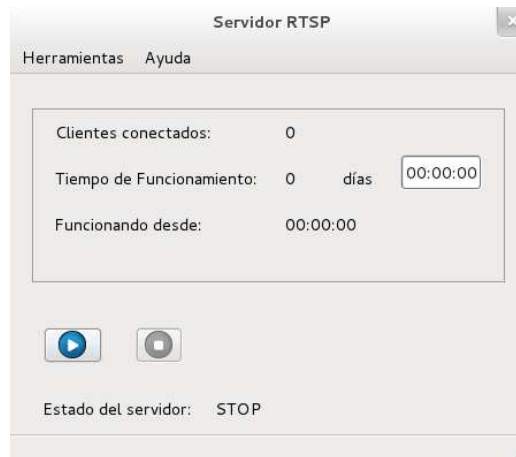 Servidor RTSP
Herramientas Ayuda
Clientes conectados: 0
Tiempo de Funcionamiento: 0 días 00:00:00
Funcionando desde: 00:00:00
Estado del servidor: STOP